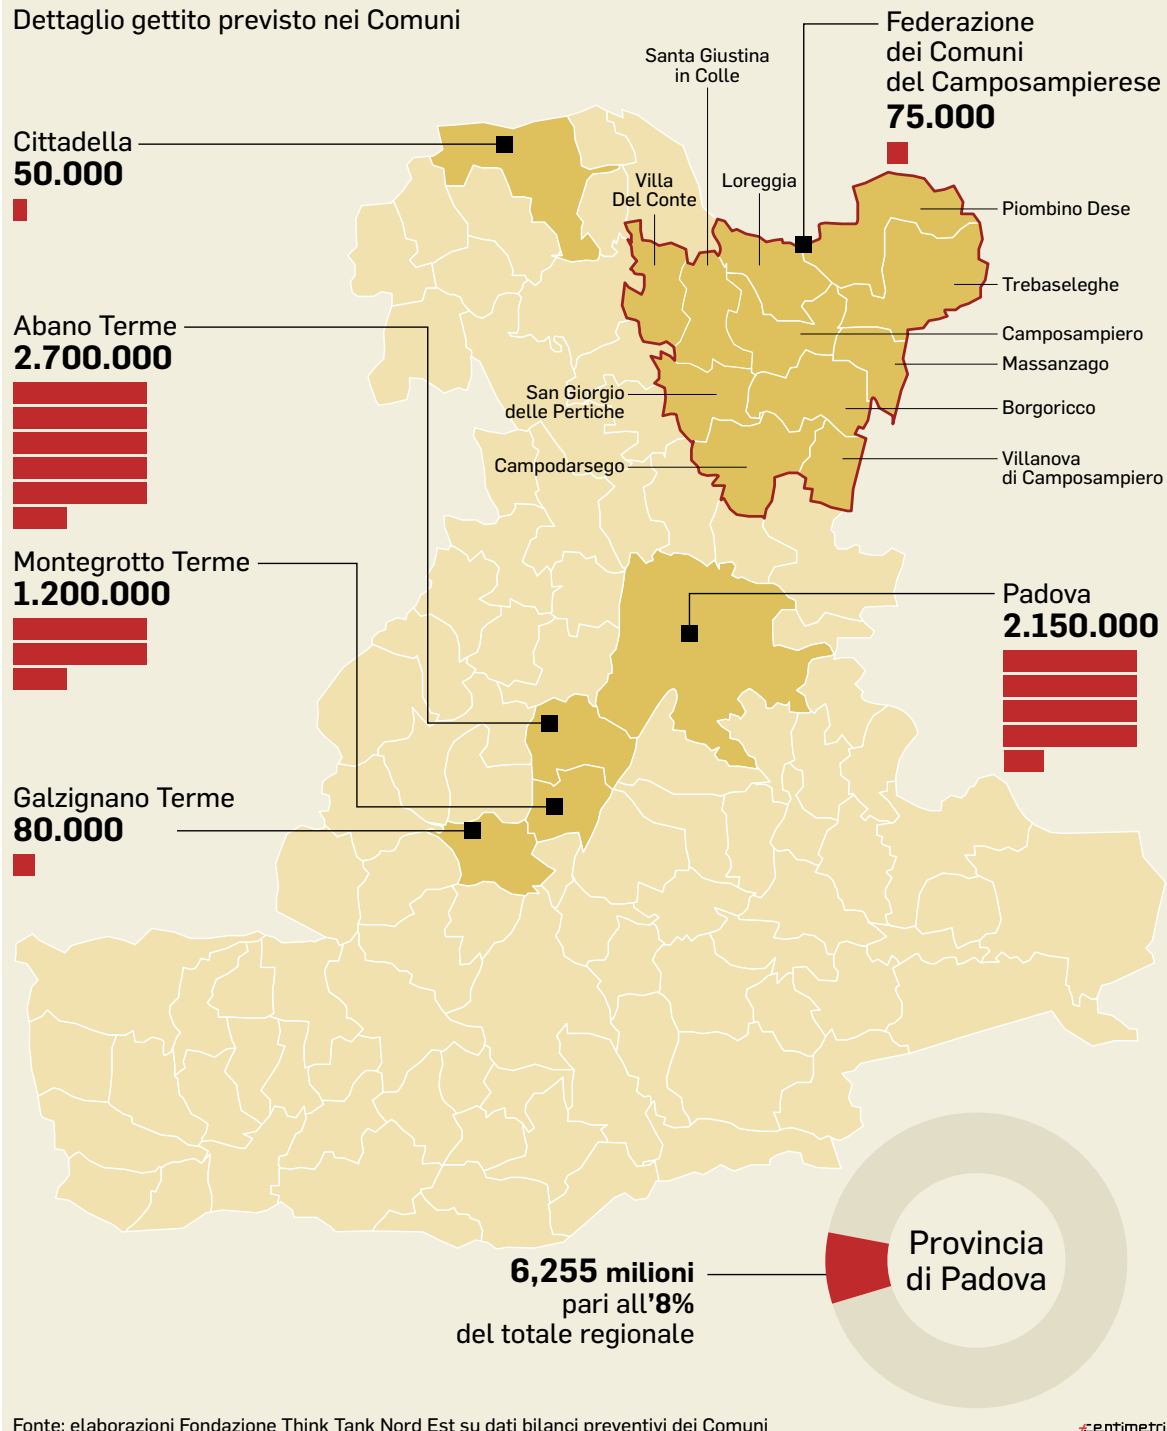 Dettaglio gettito previsto nei Comuni
Federazione
dei Comuni
del Camposampierese
75.000
Santa Giustina
in Colle
Cittadella
50.000
Villa
Del Conte
Loreggia
Piombino Dese
Trebaseleghe
Camposampiero
Massanzago
Borgoricco
Villanova
di Camposampiero
San Giorgio
delle Pertiche
Campodarsego
Abano Terme
2.700.000
Montegrotto Terme
1.200.000
Padova
2.150.000
Galzignano Terme
80.000
Provincia
di Padova
6,255 milioni
pari all'8%
del totale regionale
Fonte: elaborazioni Fondazione Think Tank Nord Est su dati bilanci preventivi dei Comuni
centimetri